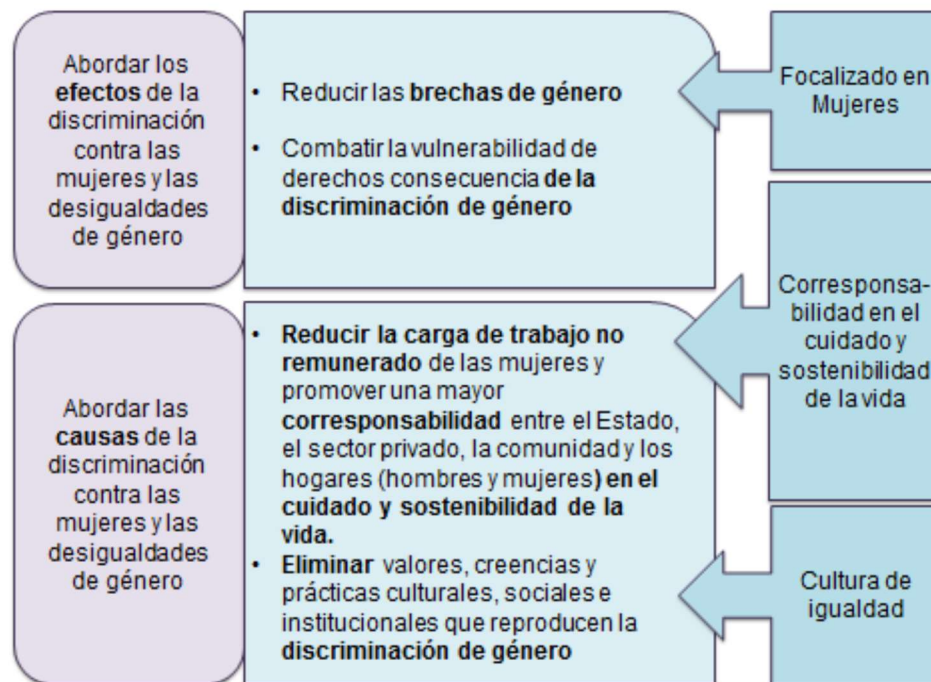 Abordar los
efectos de la
discriminación
contra las
mujeres y las
desigualdades
de género
• Reducir las brechas de género
• Combatir la vulnerabilidad de
derechos consecuencia de la
discriminación de género
Focalizado en
Mujeres
Abordar las
causas de la
discriminación
contra las
mujeres y las
desigualdades
de género
• Reducir la carga de trabajo no
remunerado de las mujeres y
promover una mayor
corresponsabilidad entre el Estado,
el sector privado, la comunidad y los
hogares (hombres y mujeres) en el
cuidado y sostenibilidad de la
vida.
• Eliminar valores, creencias y
prácticas culturales, sociales e
institucionales que reproducen la
discriminación de género
Corresponsa-
bilidad en el
cuidado y
sostenibilidad
de la vida
Cultura de
igualdad